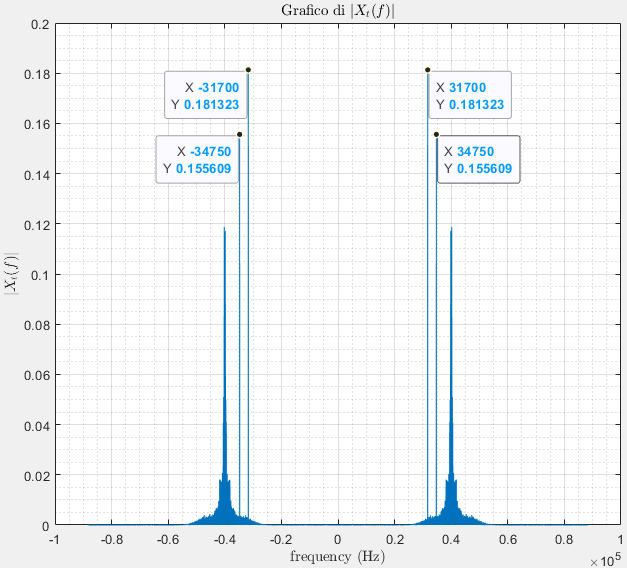 Grafico di |X_t(f)|
0.2
0.18
0.16
0.14
0.12
0.1
0.08
0.06
0.04
0.02
0
|X_t(f)|
X -31700
Y 0.181323
X 31700
Y 0.181323
X -34750
Y 0.155609
X 34750
Y 0.155609
-1 -0.8 -0.6 -0.4 -0.2 0 0.2 0.4 0.6 0.8 1
frequency (Hz)
×10^5